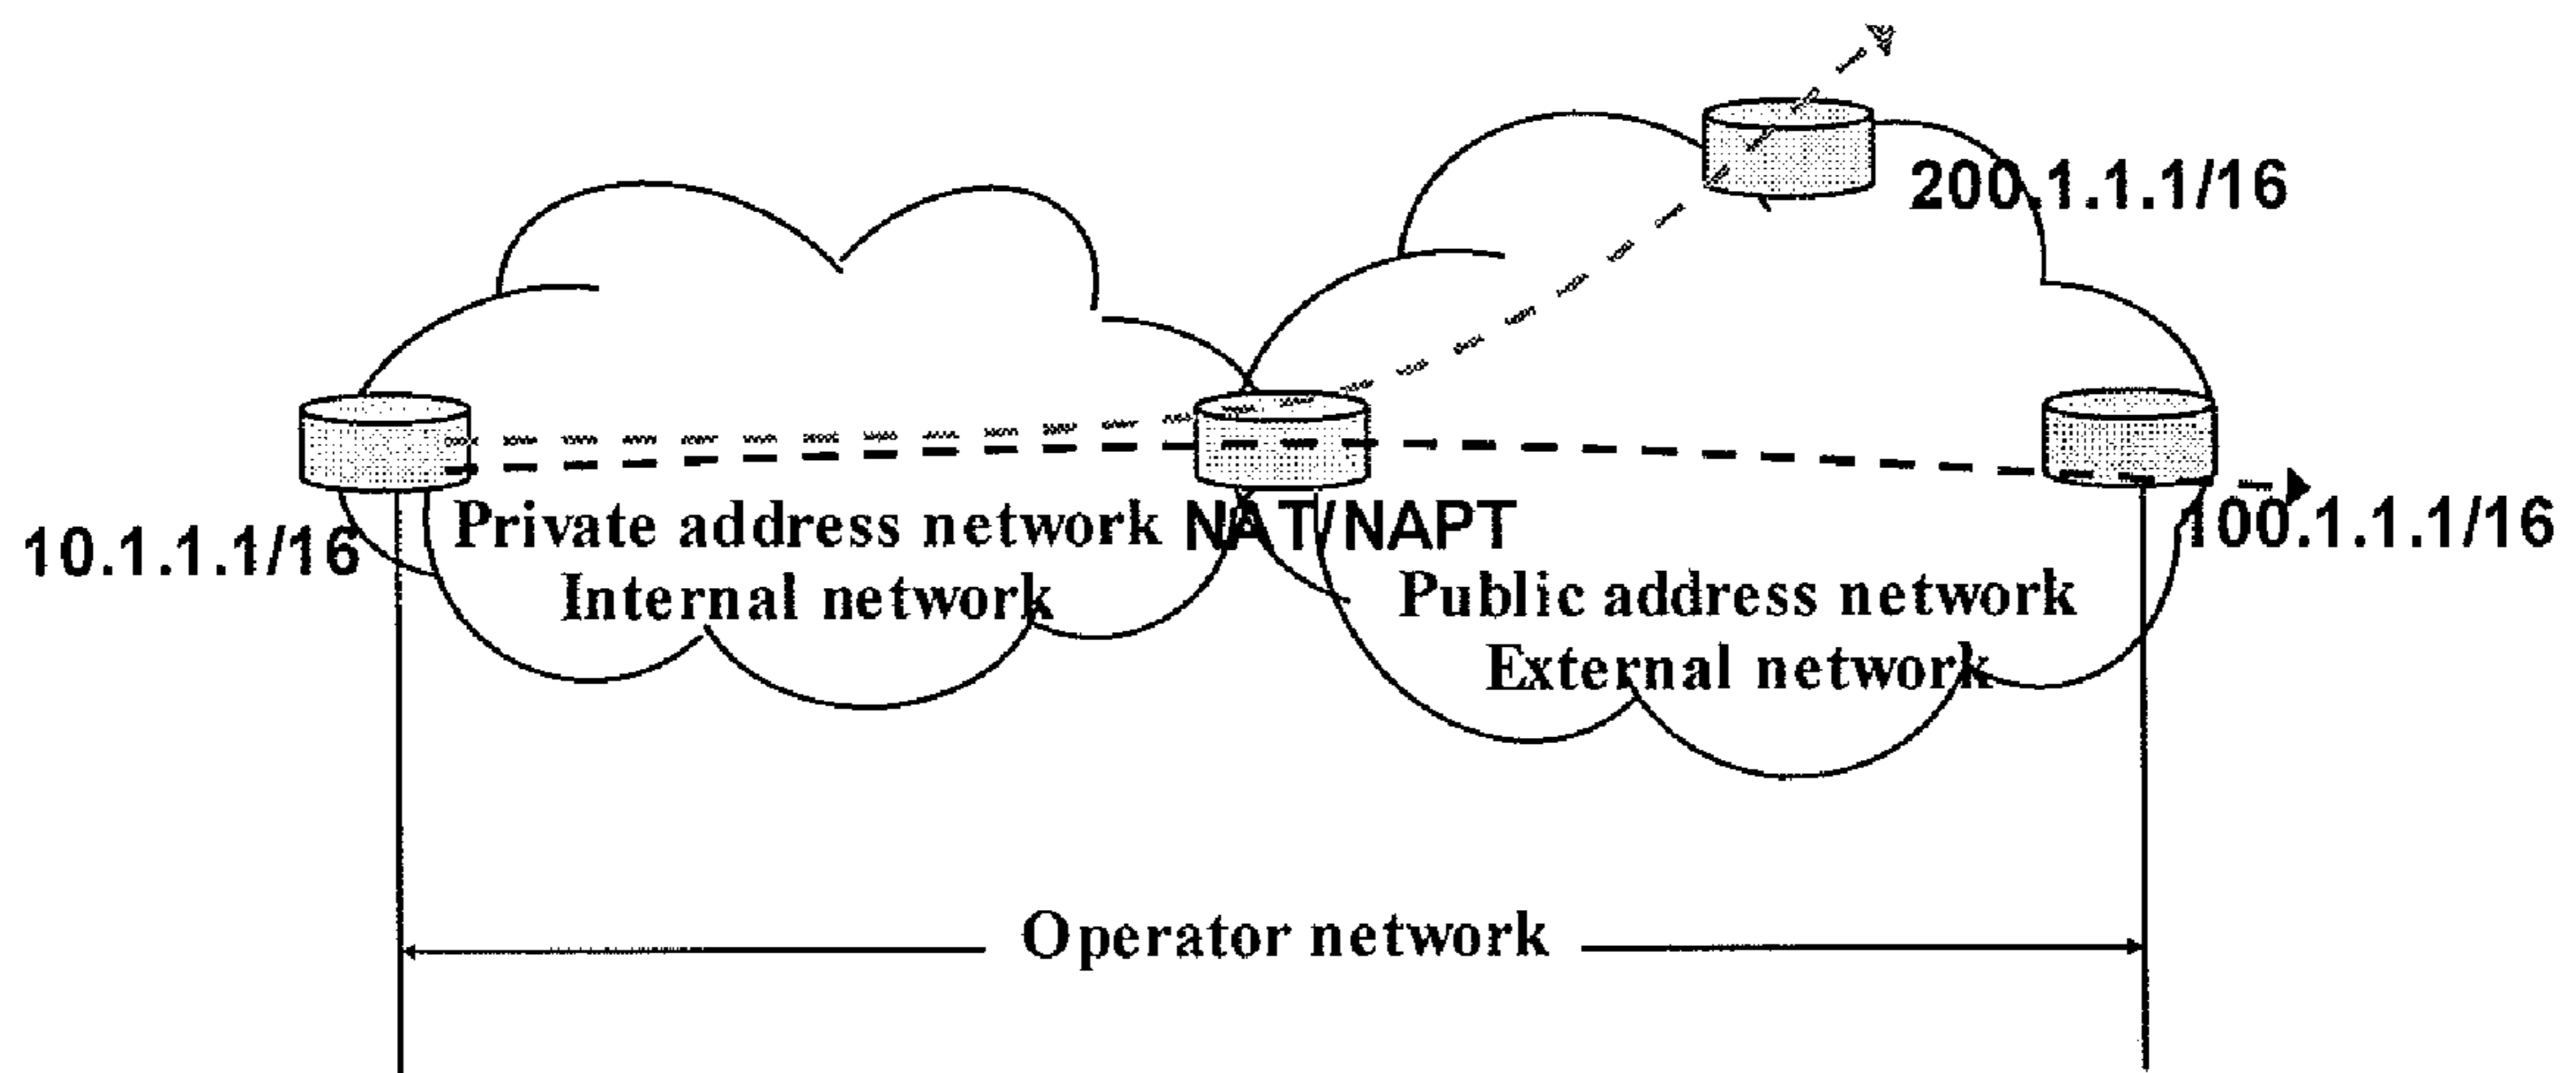 200.1.1.1/16
10.1.1.1/16
Private address network
Internal network
NAT/NAPT
100.1.1.1/16
Public address network
External network
Operator network